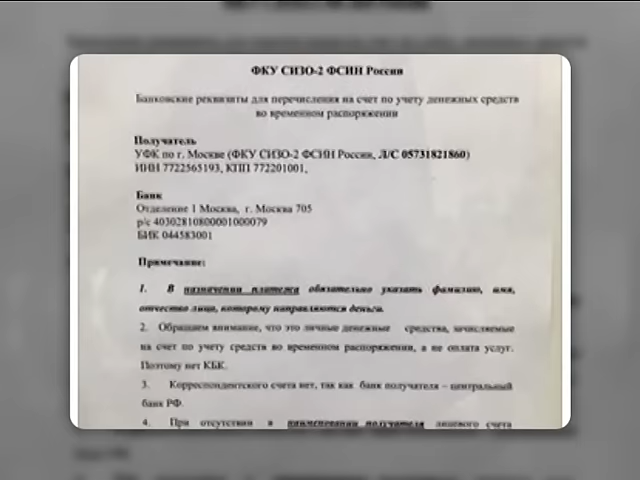 ФКУ СИЗО-2 ФСИН России
Банковские реквизиты для перечисления на счет по учету денежных средств
во временном распоряжении
Получатель
УФК по г. Москве (ФКУ СИЗО-2 ФСИН России, Л/С 05731821860)
ИНН 7722565193, КПП 772201001,
Банк
Отделение 1 Москва, г. Москва 705
р/с 40302810800001000079
БИК 044583001
Примечание:
1. В назначении платежа обязательно указать фамилию, имя,
отчество лица, которому направляются деньги.
2. Обращаем внимание, что это личные денежные средства, зачисляемые
на счет по учету средств во временном распоряжении, а не оплата услуг.
Поэтому нет КБК.
3. Корреспондентского счета нет, так как банк получателя – центральный
банк РФ.
4. При отсутствии в наименовании получателя лицевого счета